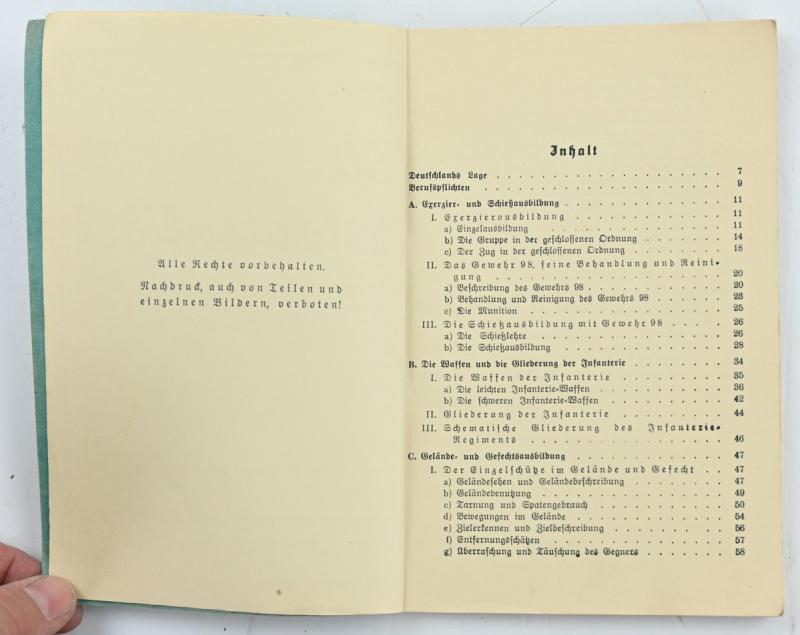 Alle Rechte vorbehalten.
Nachdruck, auch von Teilen und
einzelnen Bildern, verboten!
Inhalt
Deutschlands Lage . . . . . . . . . . . . . . . . 7
Berufspflichten . . . . . . . . . . . . . . . . 9
A. Exerzier- und Schießausbildung . . . . . . . . . . 11
I. Exerzierausbildung . . . . . . . . . . 11
a) Einzelausbildung . . . . . . . . . . 11
b) Die Gruppe in der geschlossenen Ordnung . . . . . 14
c) Der Zug in der geschlossenen Ordnung . . . . . . 18
II. Das Gewehr 98, seine Behandlung und Reini-
gung . . . . . . . . . . . . . . 20
a) Beschreibung des Gewehrs 98 . . . . . . . . . 20
b) Behandlung und Reinigung des Gewehrs 98 . . . . . 23
c) Die Munition . . . . . . . . . . . . 25
III. Die Schießausbildung mit Gewehr 98 . . . . 26
a) Die Schießlehre . . . . . . . . . . . . 26
b) Die Schießausbildung . . . . . . . . . . . 28
B. Die Waffen und die Gliederung der Infanterie . . . . . . 34
I. Die Waffen der Infanterie . . . . . . . . 35
a) Die leichten Infanterie-Waffen . . . . . . . . 36
b) Die schweren Infanterie-Waffen . . . . . . . . 42
II. Gliederung der Infanterie . . . . . . . . 44
III. Schematische Gliederung des Infanterie-
Regiments . . . . . . . . . . . . 46
C. Gelände- und Gefechtsausbildung . . . . . . . . . . 47
I. Der Einzelschütze im Gelände und Gefecht . . 47
a) Geländesehen und Geländebeschreibung . . . . . . 47
b) Geländebenutzung . . . . . . . . . . . 49
c) Tarnung und Spatengebrauch . . . . . . . . . 50
d) Bewegungen im Gelände . . . . . . . . . . 54
e) Zielerkennen und Zielbeschreibung . . . . . . . 56
f) Entfernungsschätzen . . . . . . . . . . . 57
g) Überraschung und Täuschung des Gegners . . . . . . 58